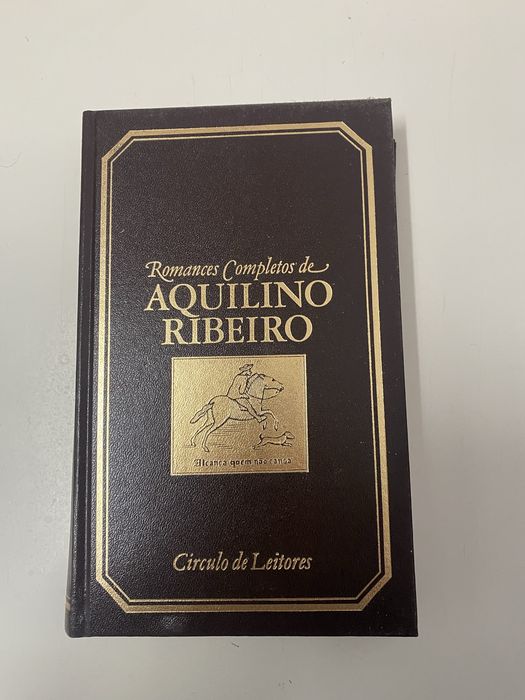 Romances Completos de
AQUILINO
RIBEIRO
Alcança quem não cansa
Círculo de Leitores